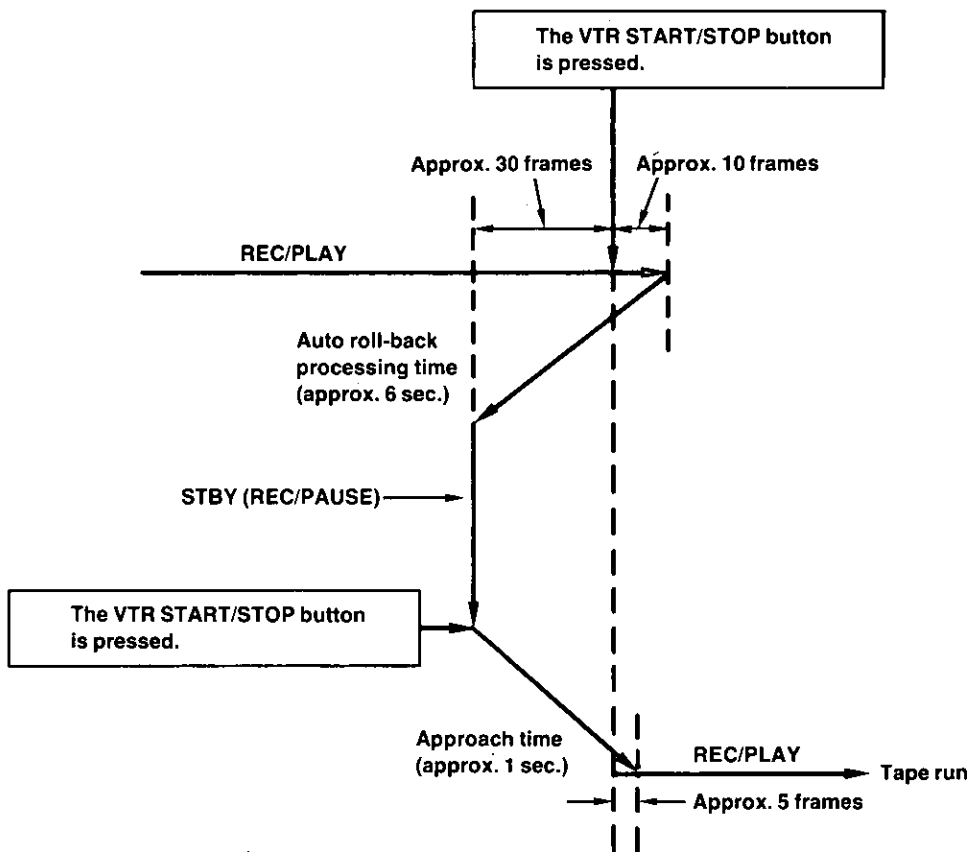 The VTR START/STOP button
is pressed.
Approx. 30 frames
Approx. 10 frames
REC/PLAY
Auto roll-back
processing time
(approx. 6 sec.)
STBY (REC/PAUSE)
The VTR START/STOP button
is pressed.
Approach time
(approx. 1 sec.)
REC/PLAY
Tape run
Approx. 5 frames